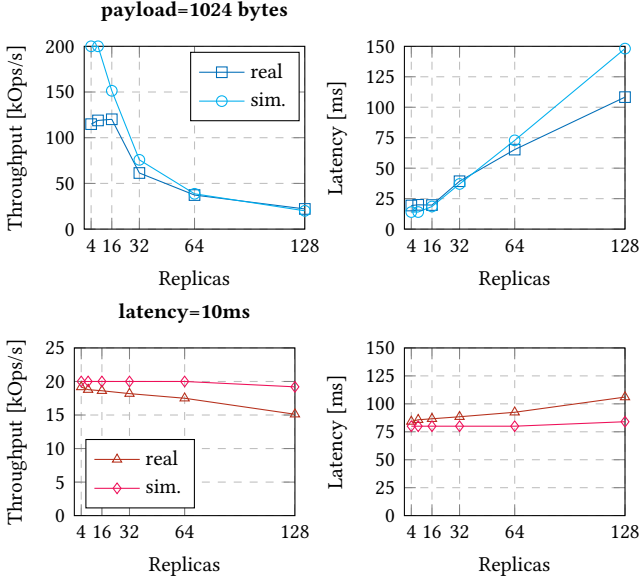 payload=1024 bytes
Throughput [kOps/s]
200
150
100
50
0
real
sim.
4 16 32 64 128
Replicas
Latency [ms]
150
125
100
75
50
25
0
4 16 32 64 128
Replicas
latency=10ms
Throughput [kOps/s]
25
20
15
10
5
0
real
sim.
4 16 32 64 128
Replicas
Latency [ms]
150
125
100
75
50
25
0
4 16 32 64 128
Replicas